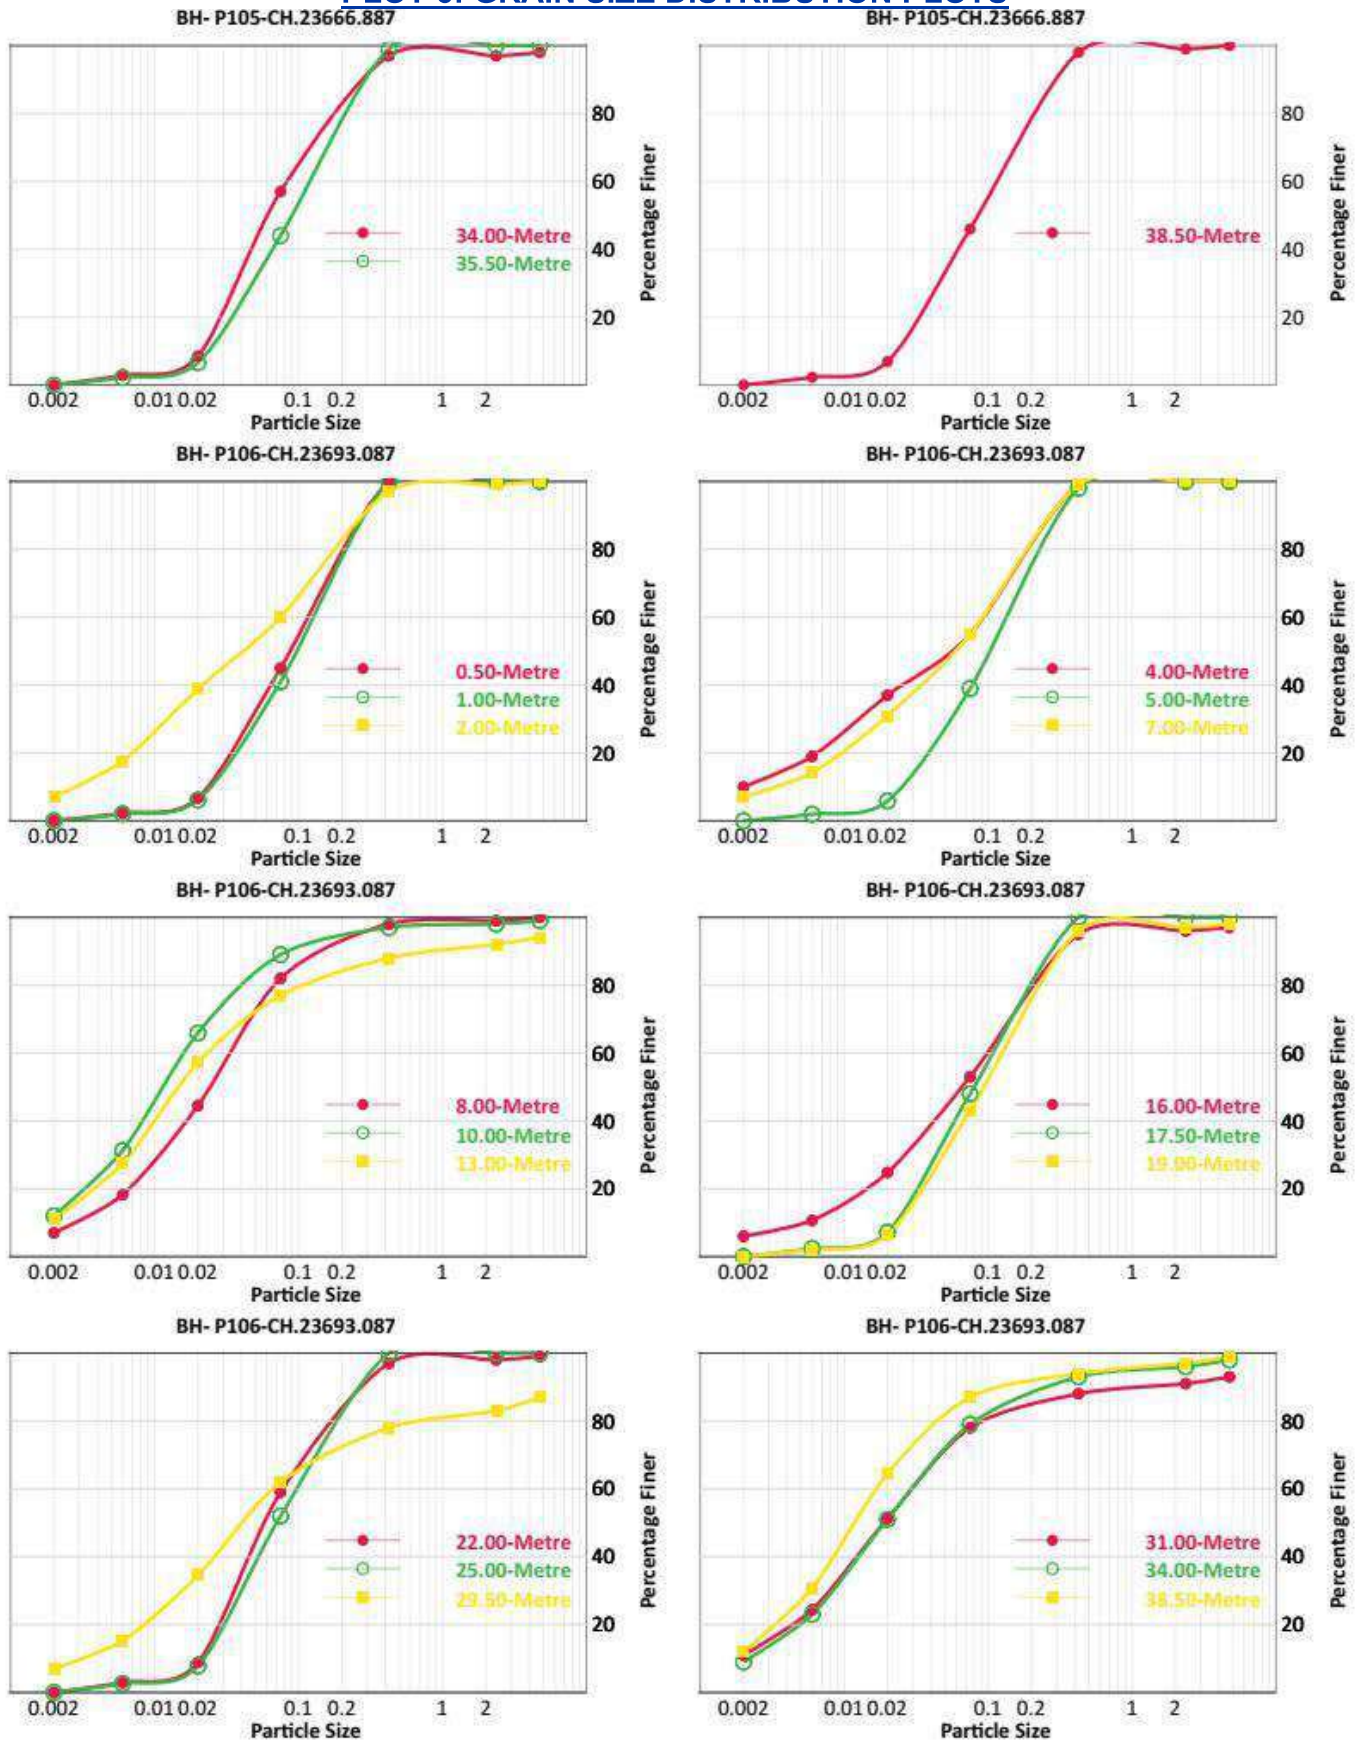 BH- P105-CH.23666.887
80
60
40
20
34.00-Metre
35.50-Metre
Percentage Finer
0.002 0.01 0.02 0.1 0.2 1 2
Particle Size
BH- P105-CH.23666.887
80
60
40
20
38.50-Metre
Percentage Finer
0.002 0.01 0.02 0.1 0.2 1 2
Particle Size
BH- P106-CH.23693.087
80
60
40
20
0.50-Metre
1.00-Metre
2.00-Metre
Percentage Finer
0.002 0.01 0.02 0.1 0.2 1 2
Particle Size
BH- P106-CH.23693.087
80
60
40
20
4.00-Metre
5.00-Metre
7.00-Metre
Percentage Finer
0.002 0.01 0.02 0.1 0.2 1 2
Particle Size
BH- P106-CH.23693.087
80
60
40
20
8.00-Metre
10.00-Metre
13.00-Metre
Percentage Finer
0.002 0.01 0.02 0.1 0.2 1 2
Particle Size
BH- P106-CH.23693.087
80
60
40
20
16.00-Metre
17.50-Metre
19.00-Metre
Percentage Finer
0.002 0.01 0.02 0.1 0.2 1 2
Particle Size
BH- P106-CH.23693.087
80
60
40
20
22.00-Metre
25.00-Metre
29.50-Metre
Percentage Finer
0.002 0.01 0.02 0.1 0.2 1 2
Particle Size
BH- P106-CH.23693.087
80
60
40
20
31.00-Metre
34.00-Metre
38.50-Metre
Percentage Finer
0.002 0.01 0.02 0.1 0.2 1 2
Particle Size